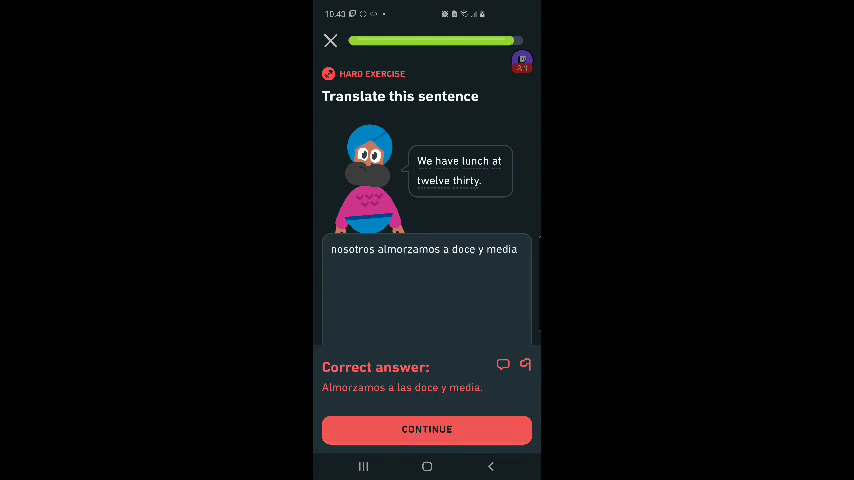 10.43
HARD EXERCISE
Translate this sentence
We have lunch at
twelve thirty.
nosotros almorzamos a doce y media
Correct answer:
Almorzamos a las doce y media.
CONTINUE